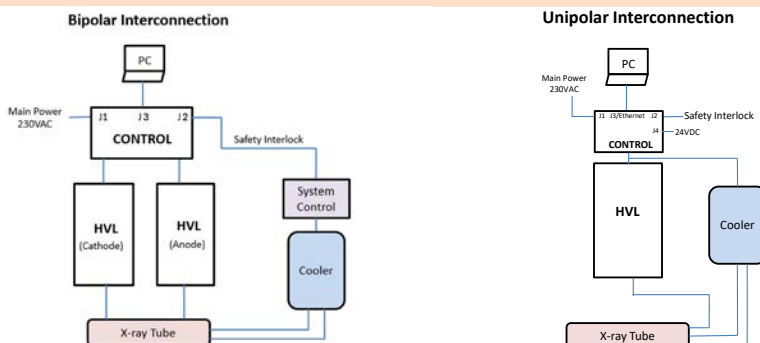 Bipolar Interconnection
PC
Main Power
230VAC
J1 J3 J2
CONTROL
Safety Interlock
System
Control
HVL
(Cathode)
HVL
(Anode)
Cooler
X-ray Tube
Unipolar Interconnection
PC
Main Power
230VAC
J1 J3/Ethernet J2
Safety Interlock
J4
24VDC
CONTROL
HVL
Cooler
X-ray Tube